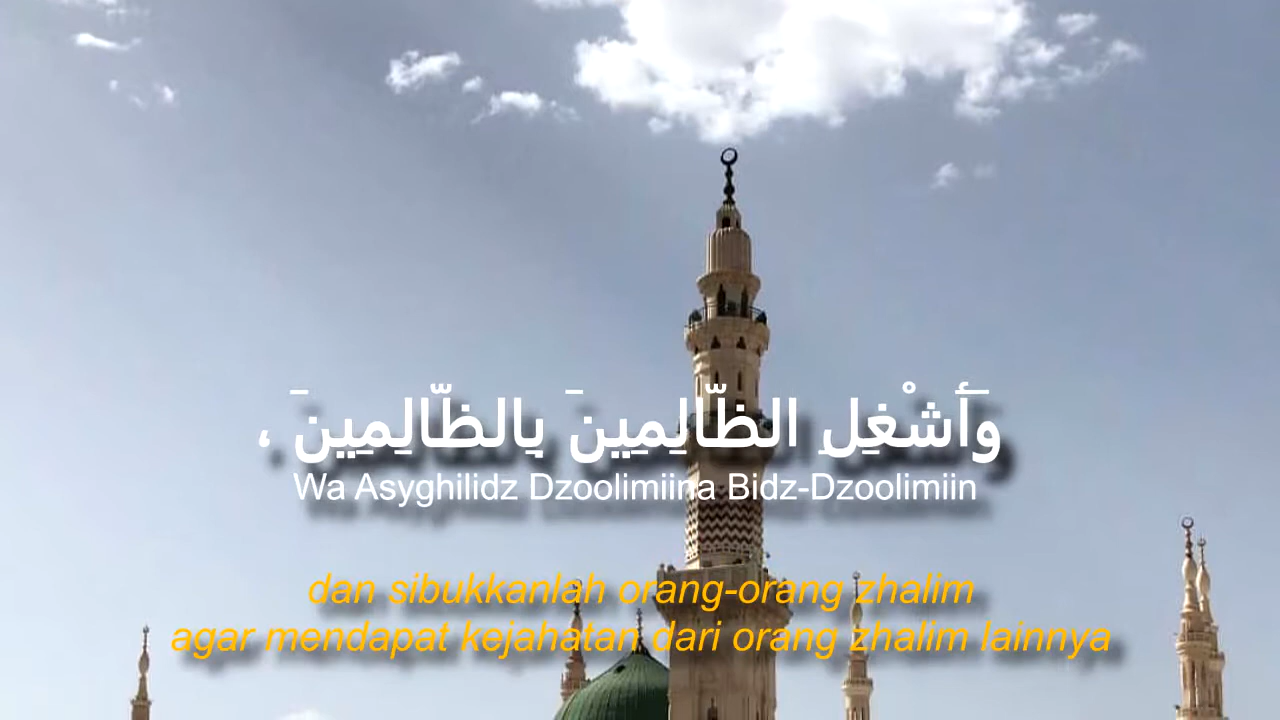 وَأَشْغِلِ الظَّالِمِينَ بِالظَّالِمِينَ ،
Wa Asyghilidz Dzoolimiina Bidz-Dzoolimiin
dan sibukkanlah orang-orang zhalim
agar mendapat kejahatan dari orang zhalim lainnya